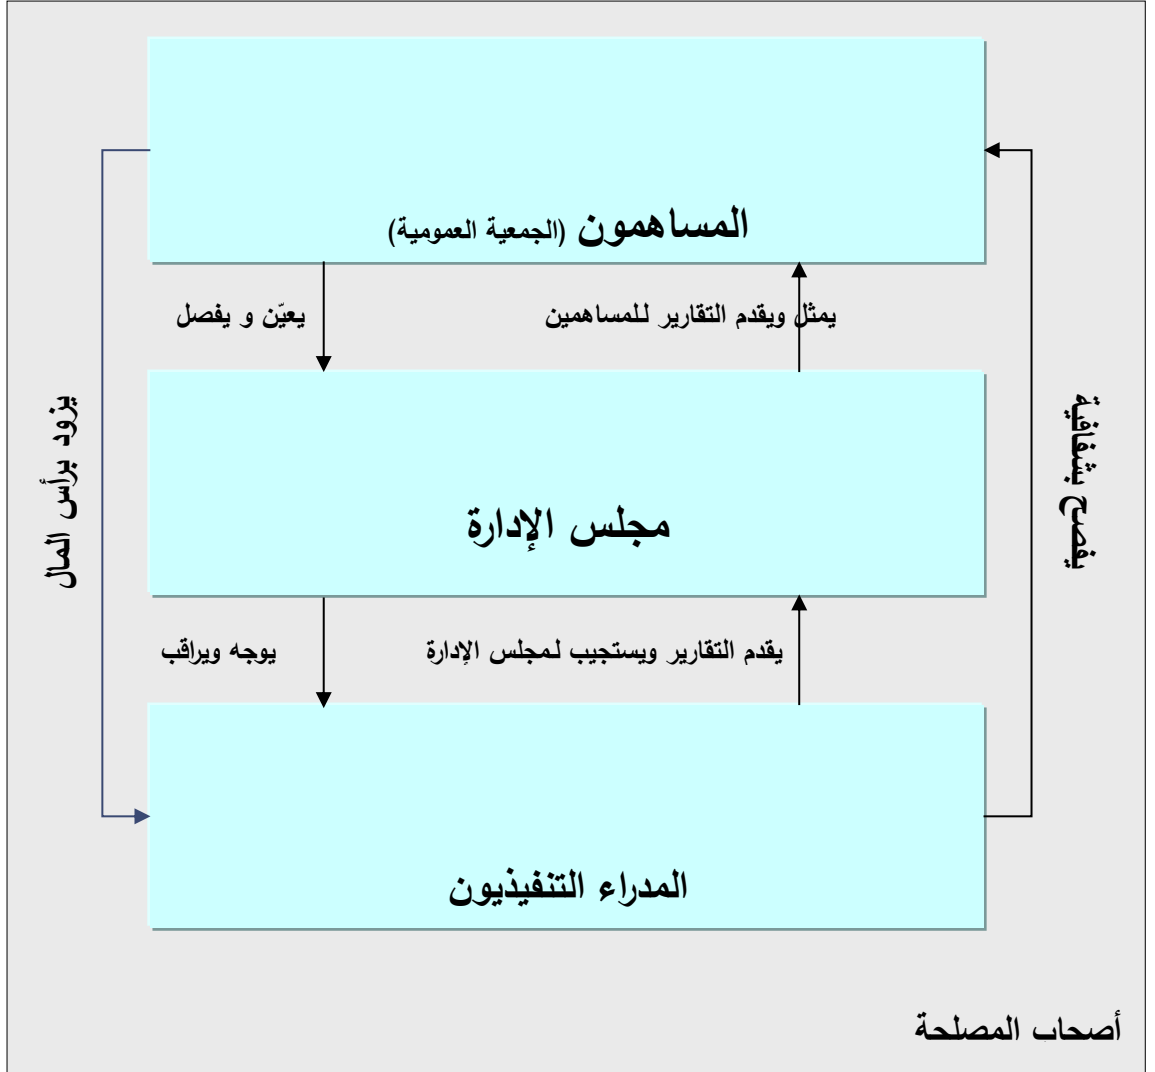 المساهمون (الجمعية العمومية)
يمثل ويقدم التقارير للمساهمين
يعيّن و يفصل
يفصح بشفافية
يزود برأس المال
مجلس الإدارة
يقدم التقارير ويستجيب لمجلس الإدارة
يوجه ويراقب
المدراء التنفيذيون
أصحاب المصلحة